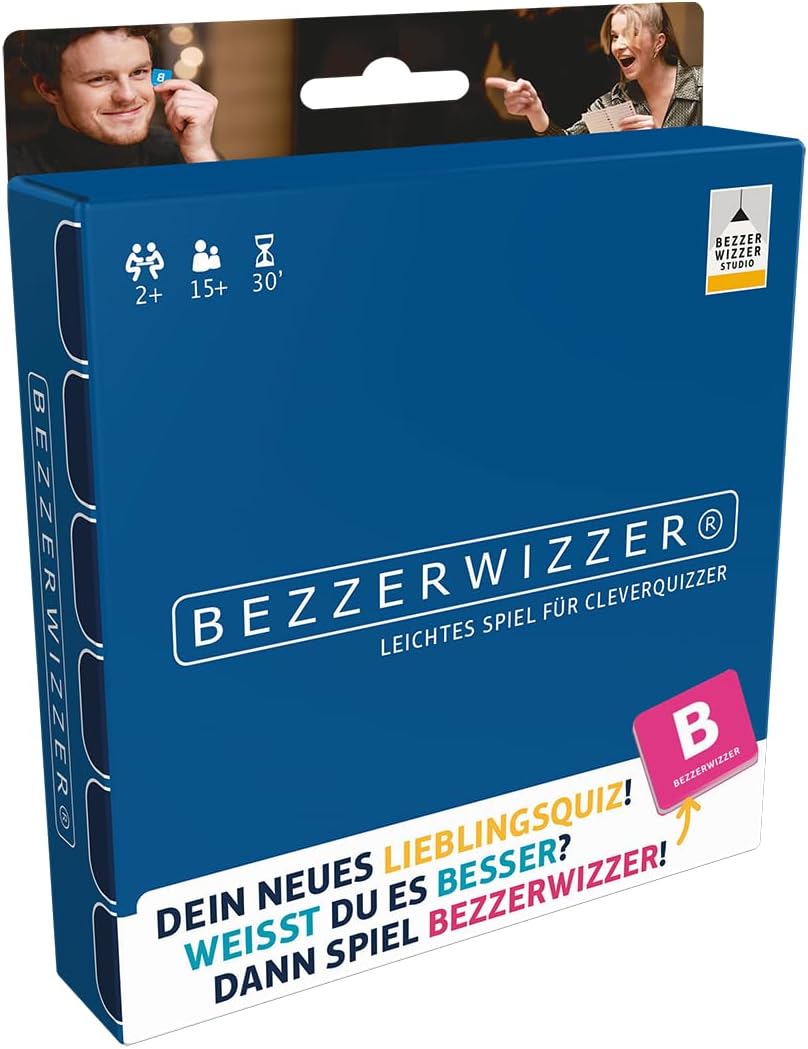 B
2+
15+
30'
BEZZER
WIZZER
STUDIO
BEZZERWIZZER®
BEZZERWIZZER®
LEICHTES SPIEL FÜR CLEVERQUIZZER
B
BEZZERWIZZER
DEIN NEUES LIEBLINGSQUIZ!
WEISST DU ES BESSER?
DANN SPIEL BEZZERWIZZER!